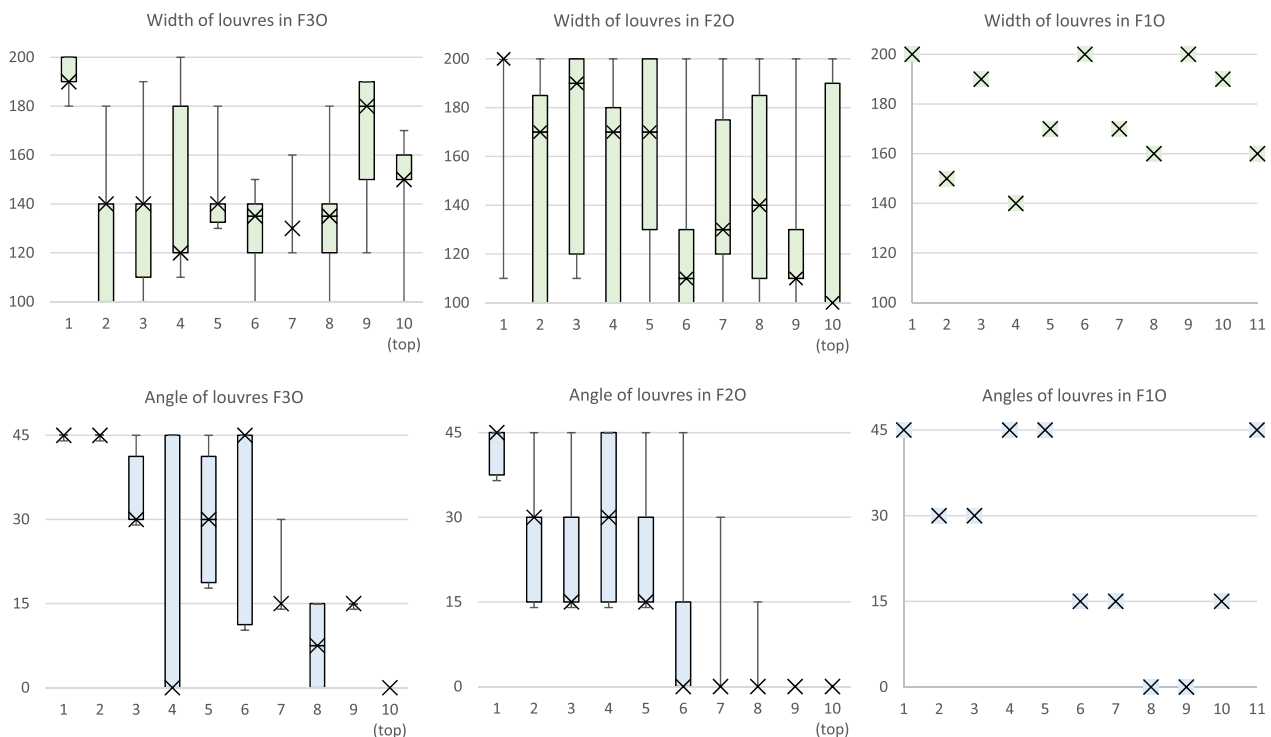 Width of louvres in F3O
200
180
160
140
120
100
1 2 3 4 5 6 7 8 9 10
(top)
Width of louvres in F2O
200
180
160
140
120
100
1 2 3 4 5 6 7 8 9 10
(top)
Width of louvres in F1O
200
180
160
140
120
100
1 2 3 4 5 6 7 8 9 10 11
Angle of louvres F3O
45
30
15
0
1 2 3 4 5 6 7 8 9 10
(top)
Angle of louvres in F2O
45
30
15
0
1 2 3 4 5 6 7 8 9 10
(top)
Angles of louvres in F1O
45
30
15
0
1 2 3 4 5 6 7 8 9 10 11